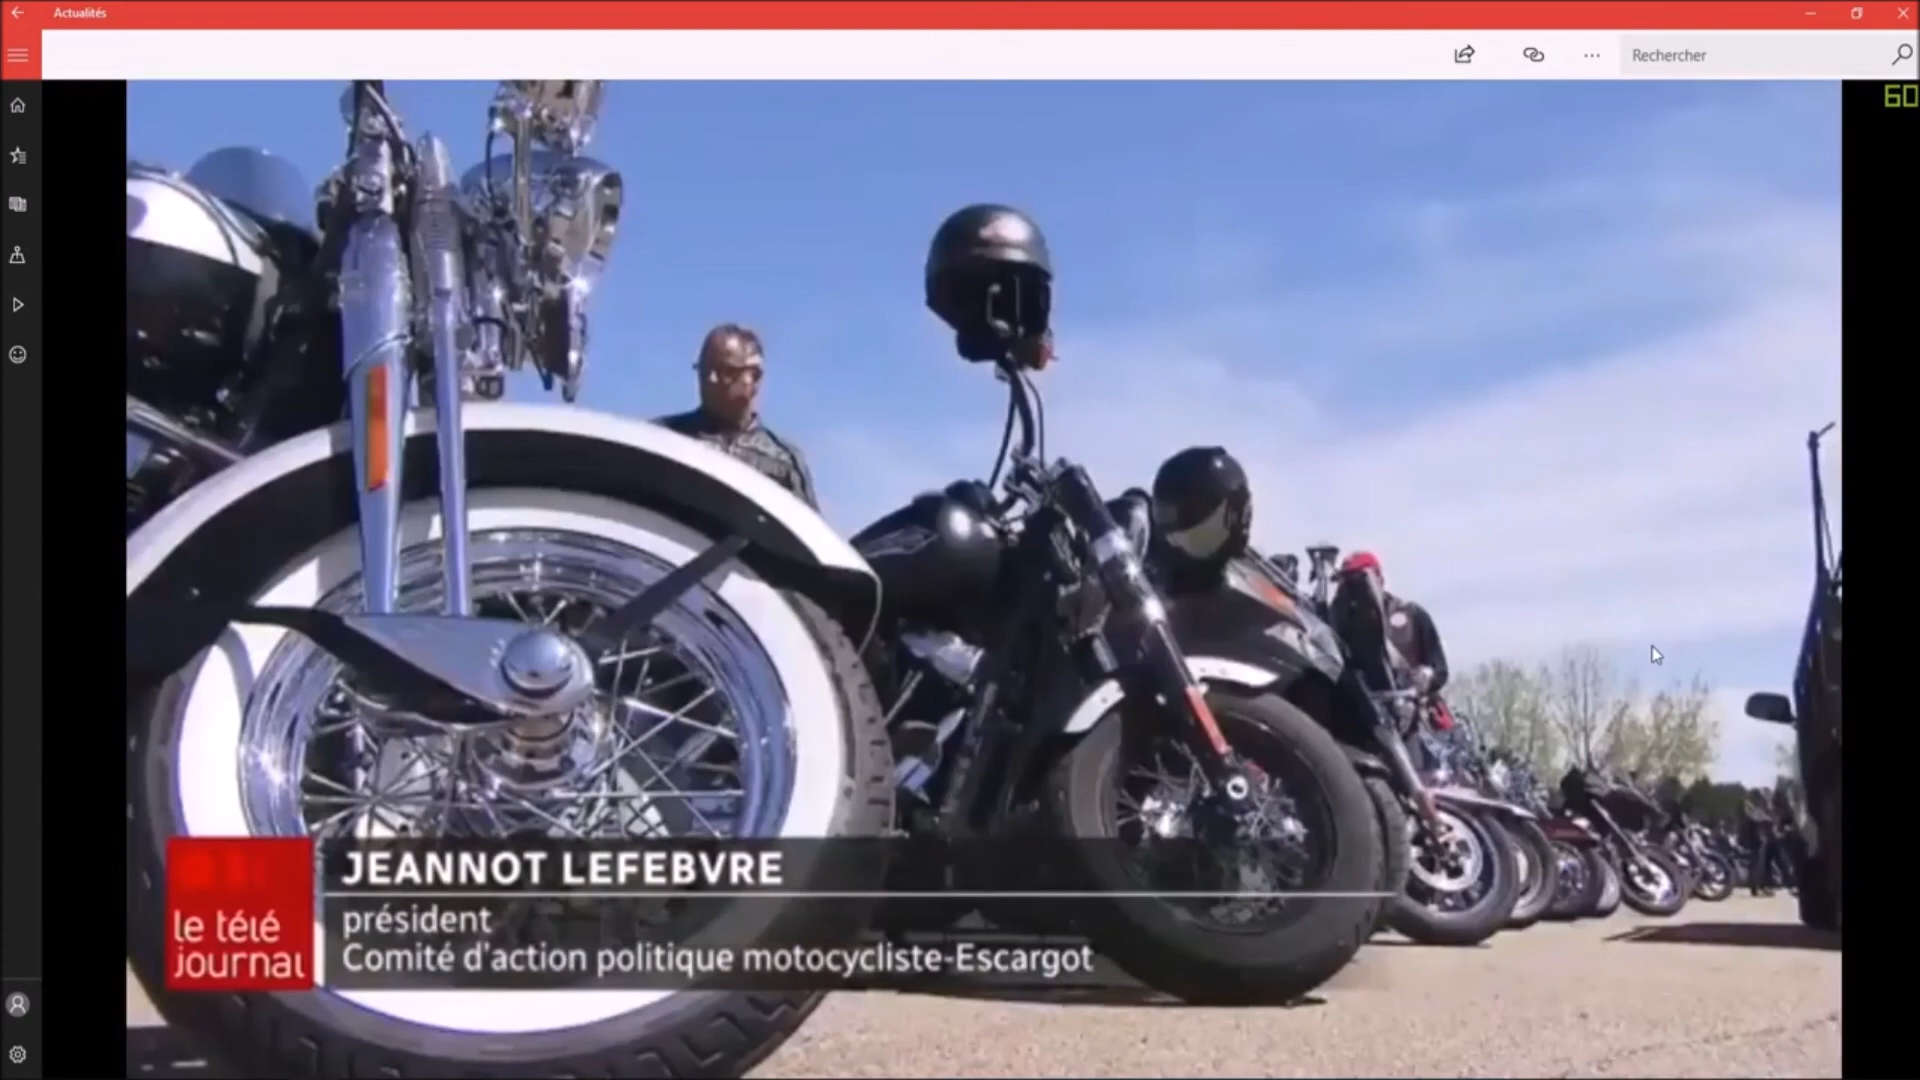 Actualités
Rechercher
60
JEANNOT LEFEBVRE
président
Comité d'action politique motocycliste-Escargot
le télé
journal